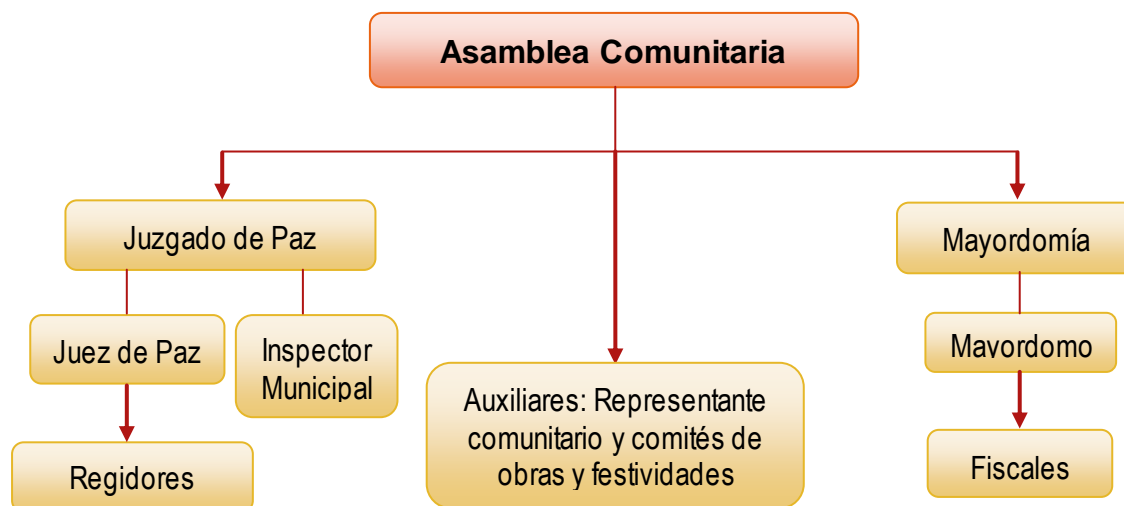 Asamblea Comunitaria
Juzgado de Paz
Mayordomía
Juez de Paz
Inspector
Municipal
Mavordomo
Auxiliares: Representante
comunitario y comités de
obras y festividades
Regidores
Fiscales